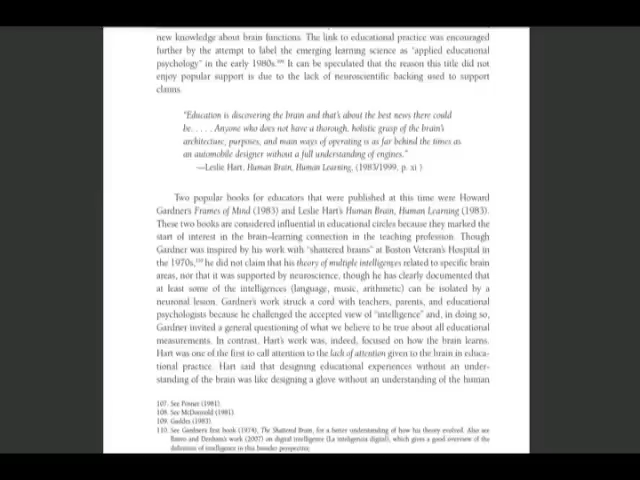 new knowledge about brain functions. The link to educational practice was encouraged
further by the attempt to label the emerging learning science as “applied educational
psychology” in the early 1980s.¹⁰⁹ It can be speculated that the reason this title did not
enjoy popular support is due to the lack of neuroscientific backing used to support
claims.
“Education is discovering the brain and that’s about the best news there could
be. . . . . Anyone who does not have a thorough, holistic grasp of the brain’s
architecture, purposes, and main ways of operating is as far behind the times as
an automobile designer without a full understanding of engines.”
—Leslie Hart, Human Brain, Human Learning, (1983/1999, p. xi )
Two popular books for educators that were published at this time were Howard
Gardner’s Frames of Mind (1983) and Leslie Hart’s Human Brain, Human Learning (1983).
These two books are considered influential in educational circles because they marked the
start of interest in the brain–learning connection in the teaching profession. Though
Gardner was inspired by his work with “shattered brains” at Boston Veteran’s Hospital in
the 1970s,¹¹⁰ he did not claim that his theory of multiple intelligences related to specific brain
areas, nor that it was supported by neuroscience, though he has clearly documented that
at least some of the intelligences (language, music, arithmetic) can be isolated by a
neuronal lesion. Gardner’s work struck a cord with teachers, parents, and educational
psychologists because he challenged the accepted view of “intelligence” and, in doing so,
Gardner invited a general questioning of what we believe to be true about all educational
measurements. In contrast, Hart’s work was, indeed, focused on how the brain learns.
Hart was one of the first to call attention to the lack of attention given to the brain in educa-
tional practice. Hart said that designing educational experiences without an under-
standing of the brain was like designing a glove without an understanding of the human
107. See Posner (1981).
108. See McDonnold (1981).
109. Gaddes (1983).
110. See Gardner’s first book (1974), The Shattered Brain, for a better understanding of how his theory evolved. Also see
Battro and Denham’s work (2007) on digital intelligence (La inteligencia digital), which gives a good overview of the
definition of intelligence in this broader perspective.